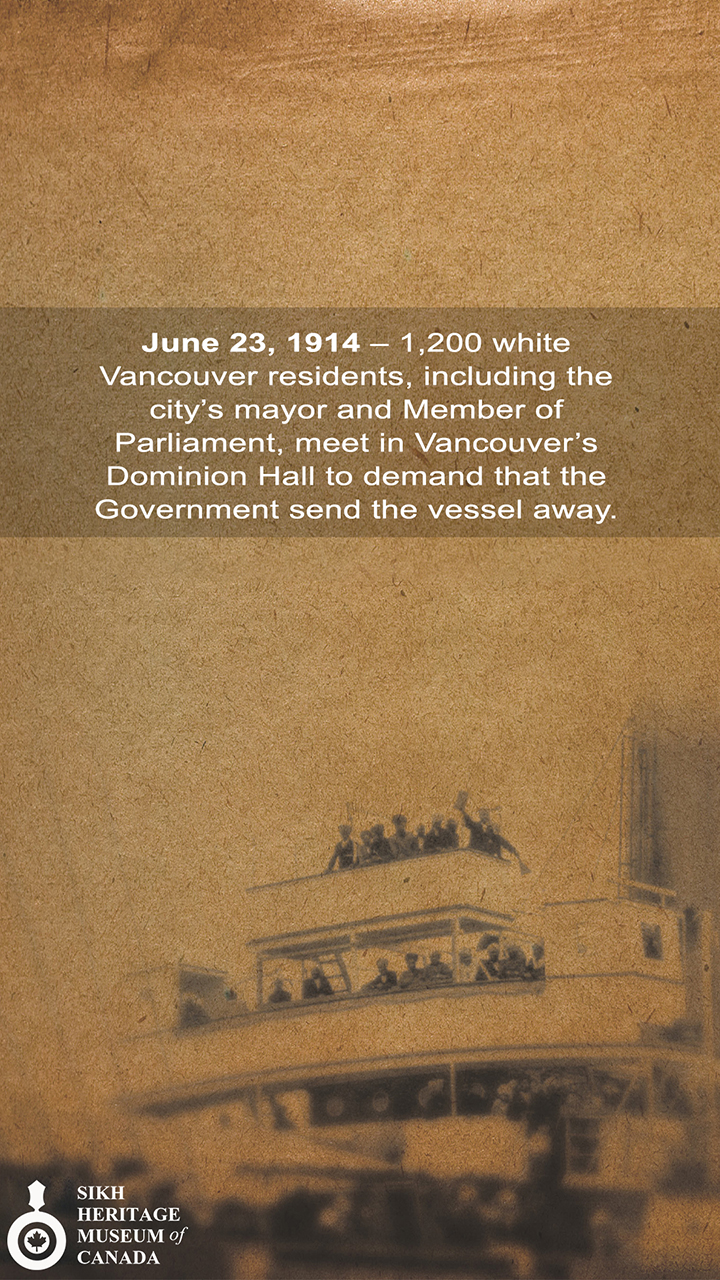 June 23, 1914 – 1,200 white
Vancouver residents, including the
city’s mayor and Member of
Parliament, meet in Vancouver’s
Dominion Hall to demand that the
Government send the vessel away.
SIKH
HERITAGE
MUSEUM of
CANADA